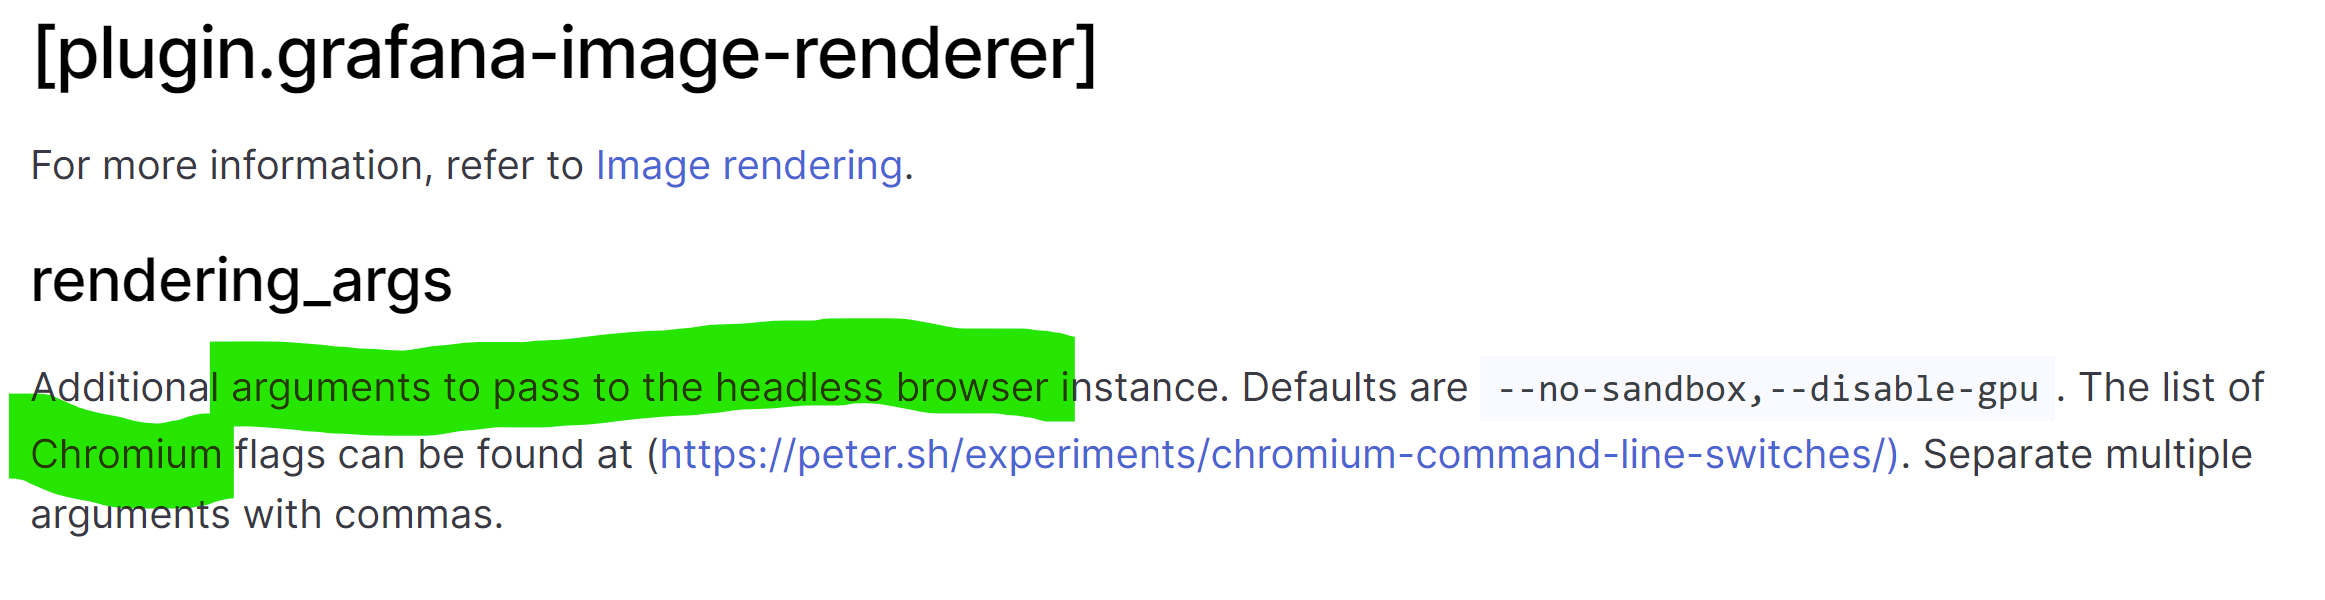 [plugin.grafana-image-renderer]
For more information, refer to Image rendering.
rendering_args
Additional arguments to pass to the headless browser instance. Defaults are --no-sandbox,--disable-gpu . The list of
Chromium flags can be found at (https://peter.sh/experiments/chromium-command-line-switches/). Separate multiple
arguments with commas.